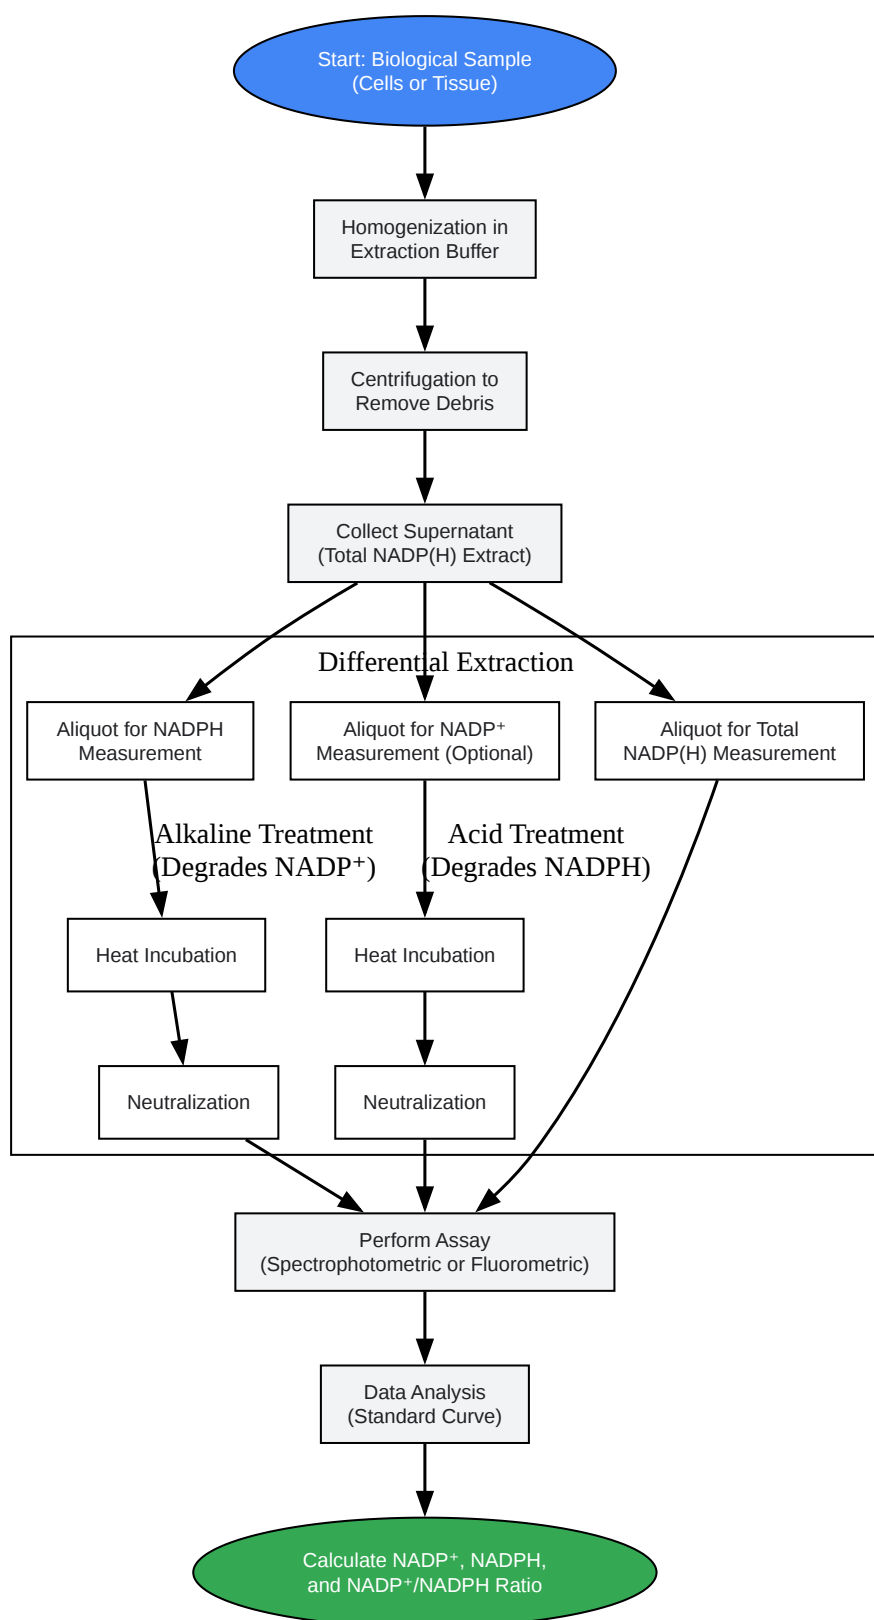 Start: Biological Sample
(Cells or Tissue)
Homogenization in
Extraction Buffer
Centrifugation to
Remove Debris
Collect Supernatant
(Total NADP(H) Extract)
Differential Extraction
Aliquot for NADPH
Measurement
Aliquot for NADP⁺
Measurement (Optional)
Aliquot for Total
NADP(H) Measurement
Alkaline Treatment
(Degrades NADP⁺)
Acid Treatment
(Degrades NADPH)
Heat Incubation
Heat Incubation
Neutralization
Neutralization
Perform Assay
(Spectrophotometric or Fluorometric)
Data Analysis
(Standard Curve)
Calculate NADP⁺, NADPH,
and NADP⁺/NADPH Ratio